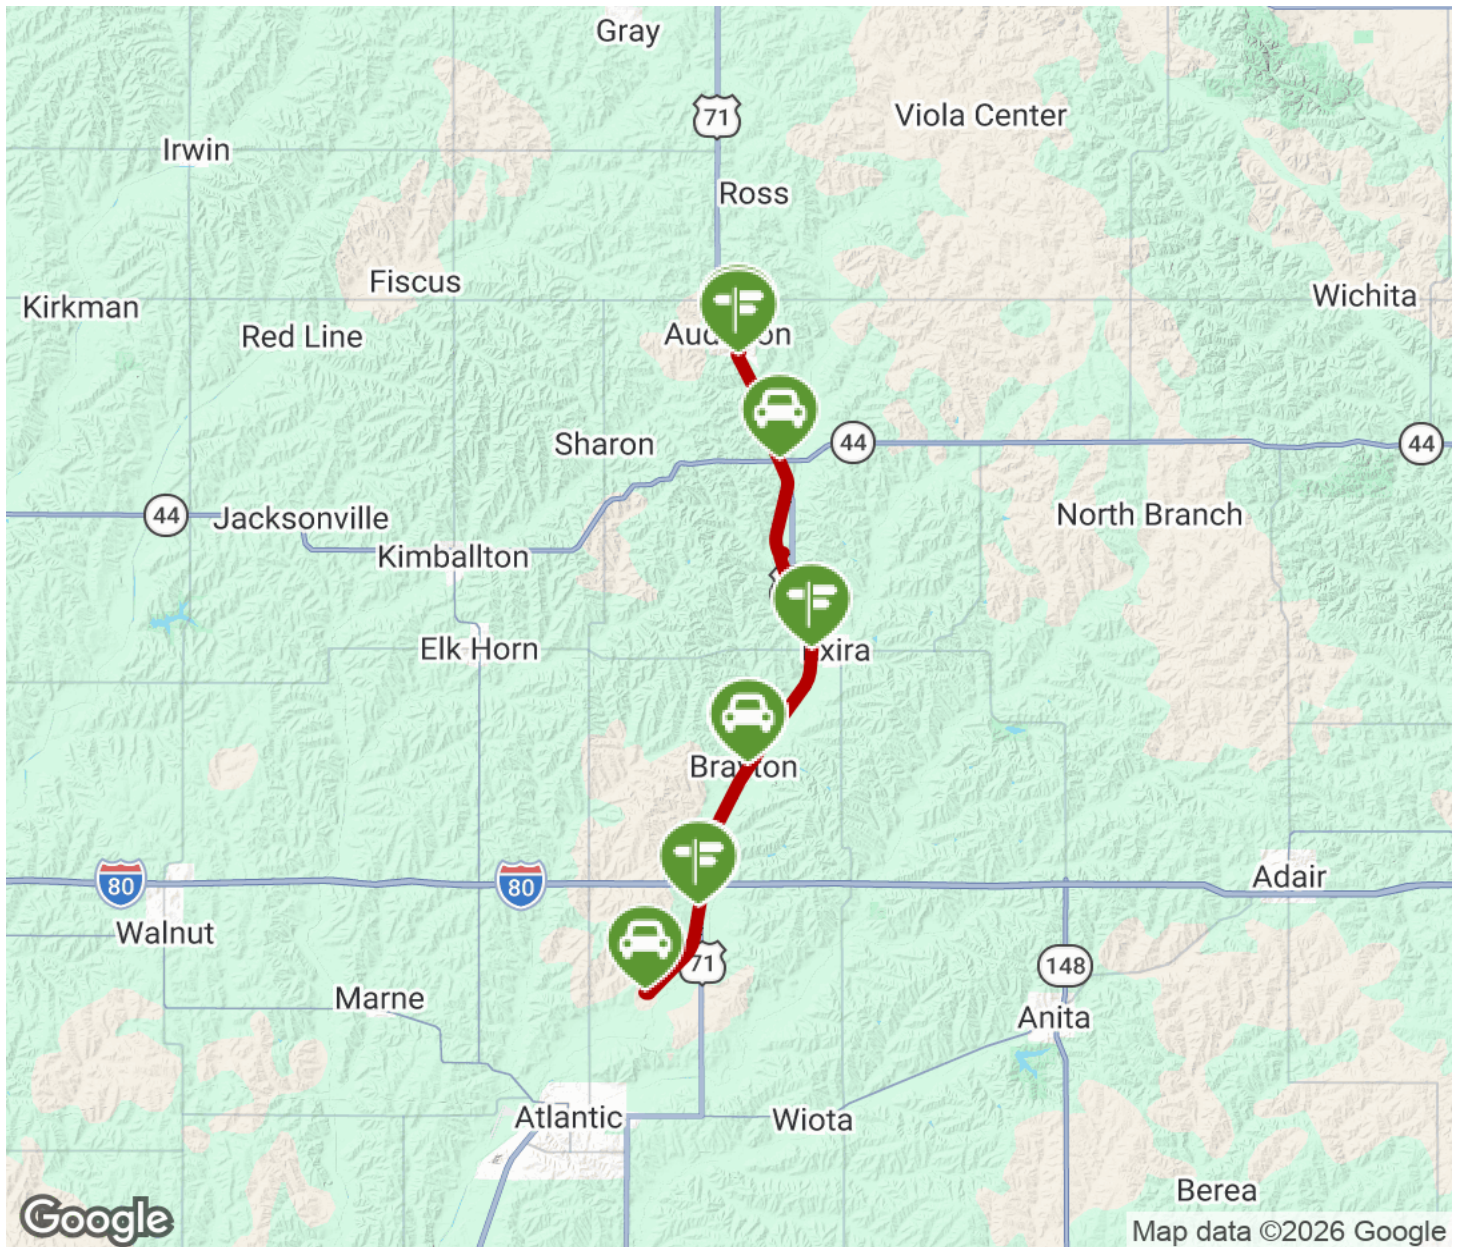 Gray
71
Viola Center
Irwin
Ross
Fiscus
Wichita
Kirkman
Red Line
44
44
Sharon
44
Jacksonville
North Branch
Kimballton
Elk Horn
80
80
Adair
Walnut
71
148
Marne
Anita
Atlantic
Wiota
Berea
Google
Map data ©2026 Google